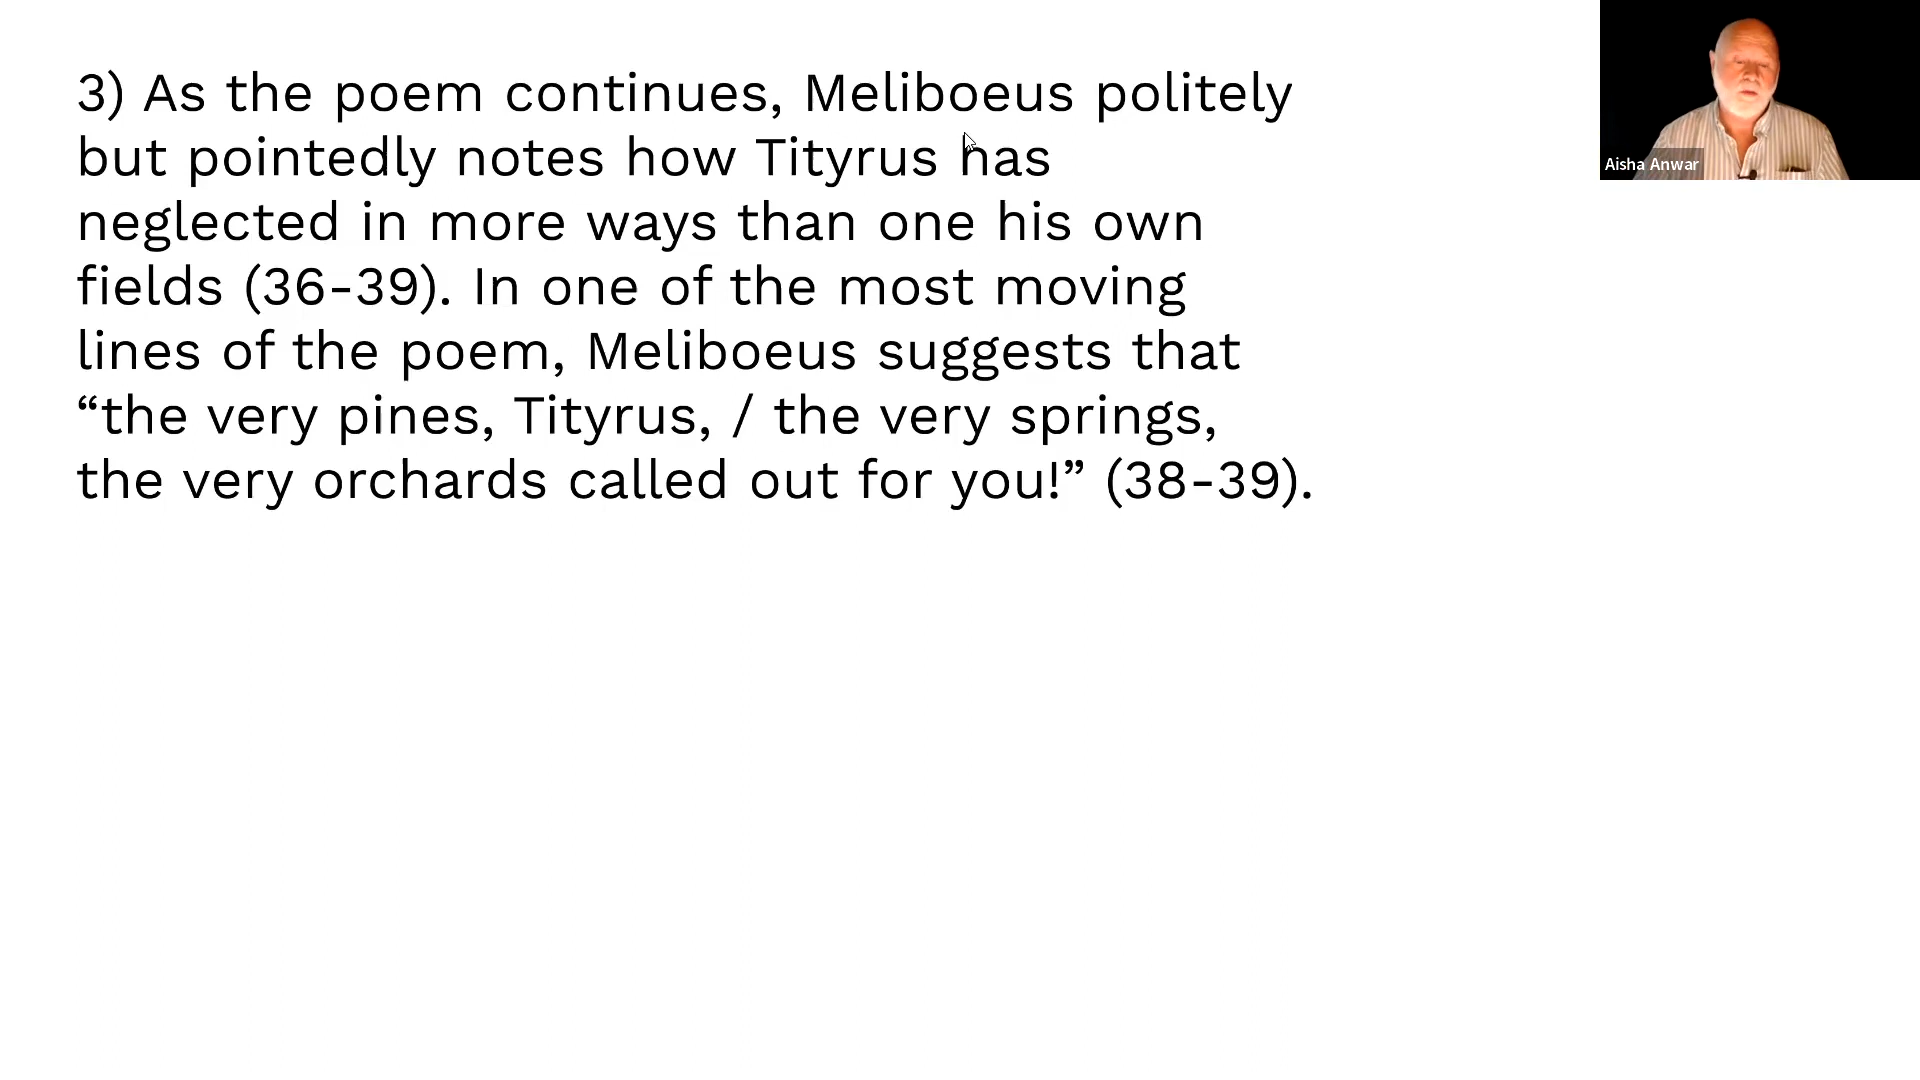 3) As the poem continues, Meliboeus politely
but pointedly notes how Tityrus has
neglected in more ways than one his own
fields (36-39). In one of the most moving
lines of the poem, Meliboeus suggests that
“the very pines, Tityrus, / the very springs,
the very orchards called out for you!” (38-39).
Aisha Anwar